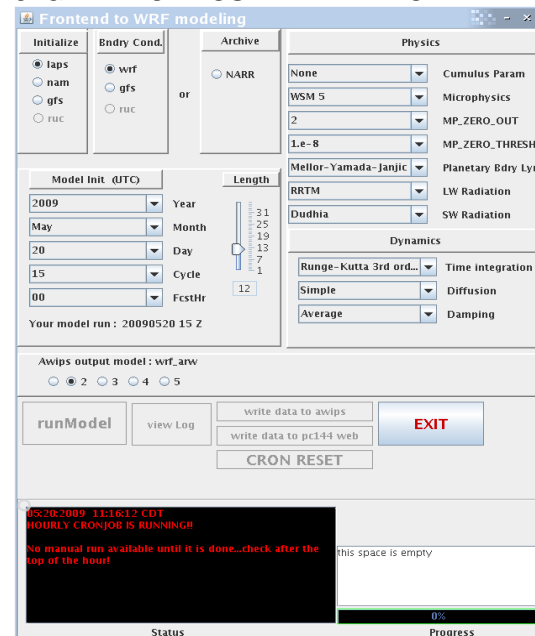 Frontend to WRF modeling
Initialize
Bndry Cond.
Archive
Physics
laps
nam
gfs
ruc
wrf
gfs
ruc
or
NARR
None Cumulus Param
WSM 5 Microphysics
2 MP_ZERO_OUT
1.e-8 MP_ZERO_THRESH
Mellor-Yamada-Janjic Planetary Bdry Lyr
RRTM LW Radiation
Dudhia SW Radiation
Model Init (UTC)
Length
2009 Year
May Month
20 Day
15 Cycle
00 FcstHr
31
25
19
13
7
1
12
Your model run : 20090520 15 Z
Dynamics
Runge-Kutta 3rd ord... Time integration
Simple Diffusion
Average Damping
Awips output model : wrf_arw
2 3 4 5
runModel
view Log
write data to awips
write data to pc144 web
CRON RESET
EXIT
05:20:2009 11:16:12 CDT
HOURLY CRONJOB IS RUNNING!!
No manual run available until it is done...check after the
top of the hour!
this space is empty
0%
Status
Progress